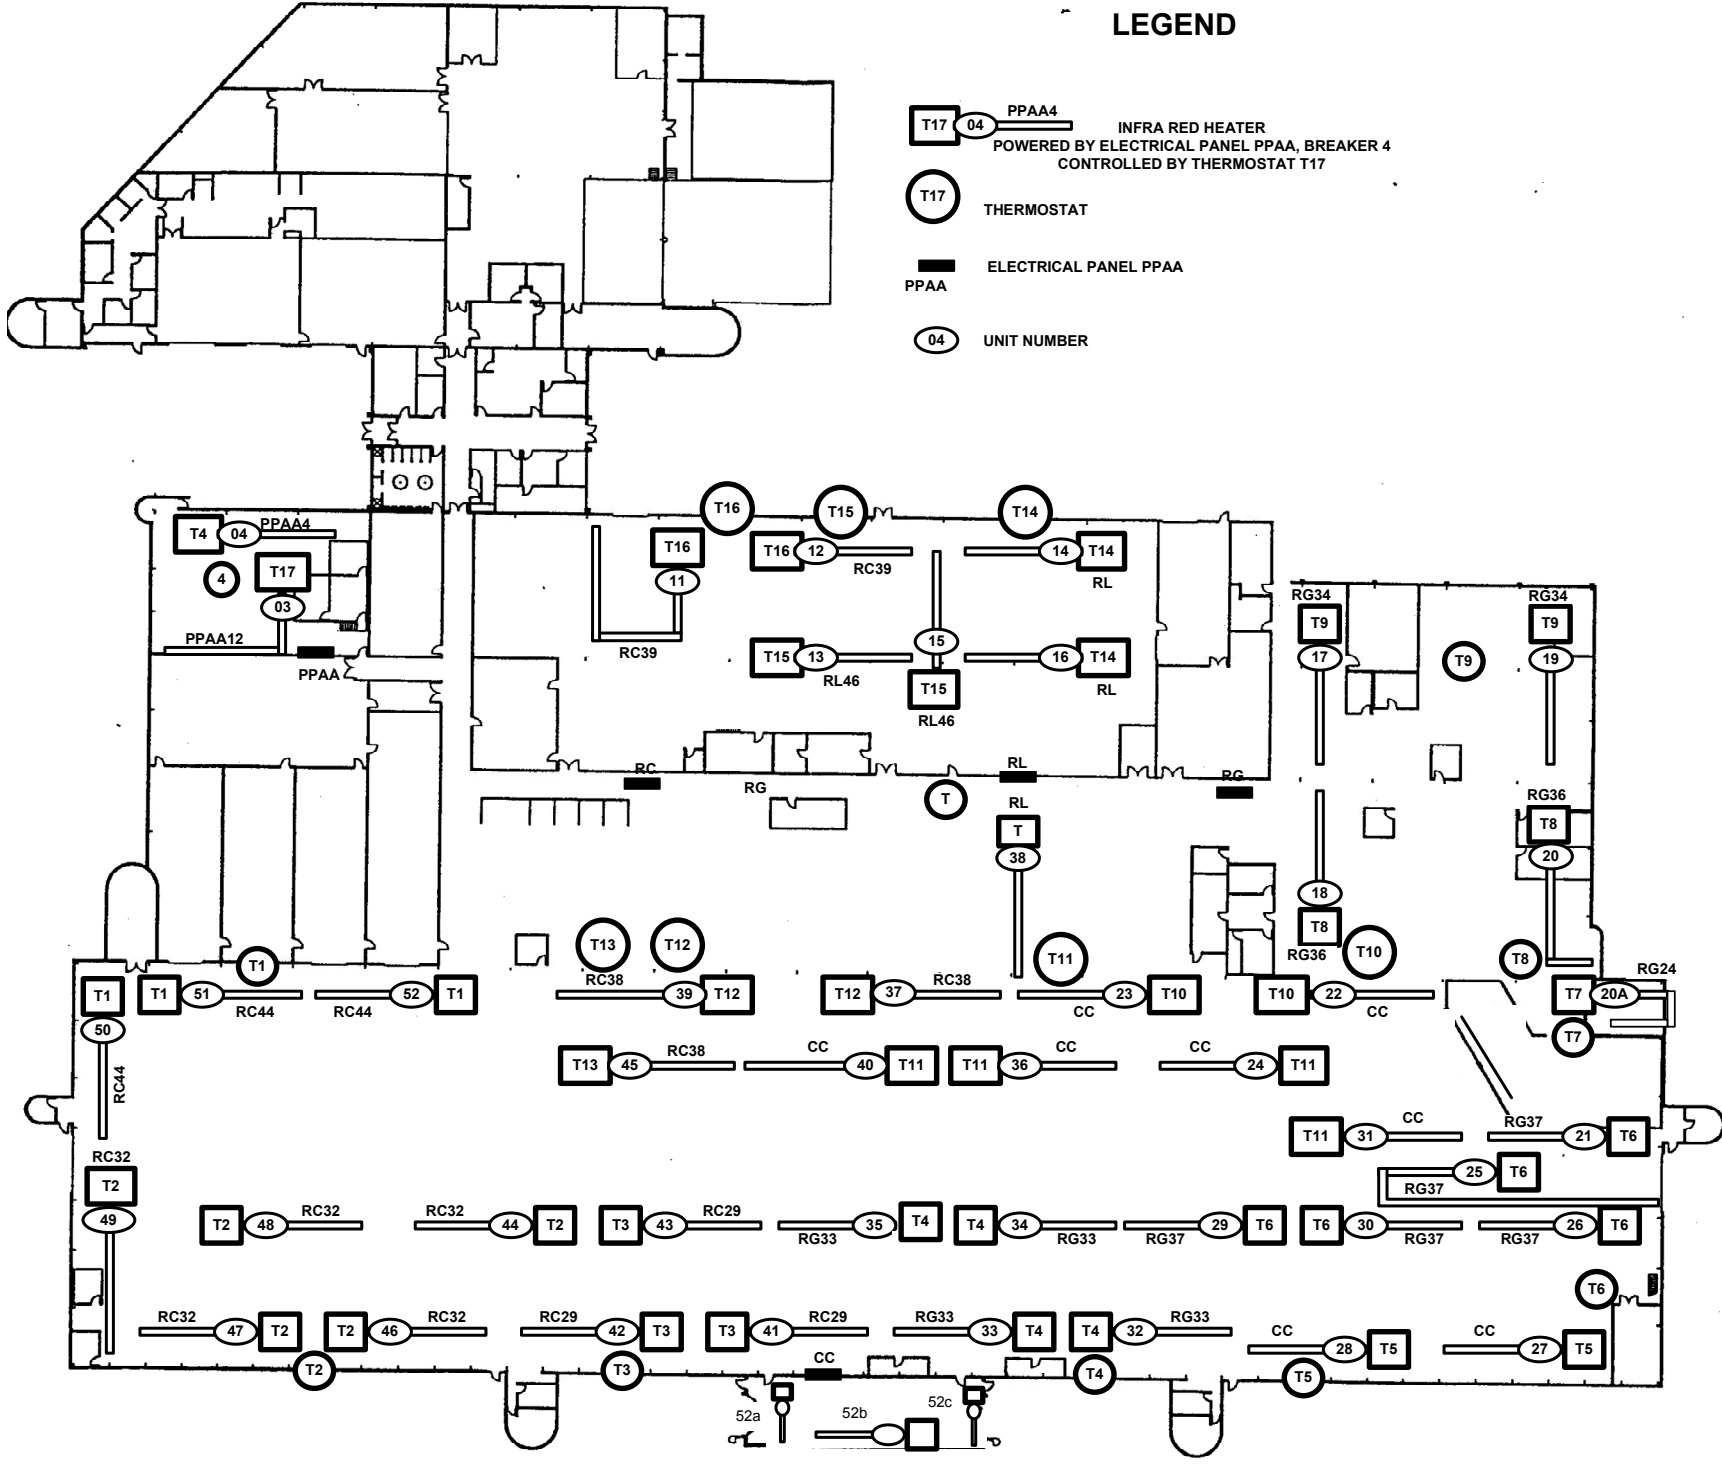 LEGEND
T17 04 PPAA4
INFRA RED HEATER
POWERED BY ELECTRICAL PANEL PPAA, BREAKER 4
CONTROLLED BY THERMOSTAT T17
T17 THERMOSTAT
ELECTRICAL PANEL PPAA
PPAA
04 UNIT NUMBER
T16 T15 T14
T4 04 PPAA4
T16 T16 12 T14 14
RC39 RL
4 T17 11
03
RG34 RG34
T9 T9
PPAA12 RC39
T15 13 15 16 T14
17 T9 19
PPAA RL46 T15 RL
RL46
RC RL RG
RG T RL
RG36
T T8
38 20
18
T8
T13 T12 T11 RG36 T10 T8
T1
RC38 RC38 RG24
T1 T1 51 52 T1 39 T12 T12 37 23 T10 T10 22 T7 20A
RC44 RC44 CC CC
50 T7
RC44
T13 45 RC38 CC 40 T11 T11 36 CC CC 24 T11
T11 31 CC RG37 21 T6
RC32
T2 25 T6
RG37
49
T2 48 RC32 RC32 44 T2 T3 43 RC29 35 T4 T4 34 29 T6 T6 30 26 T6
RG33 RG33 RG37 RG37 RG37
T6
RC32 47 T2 T2 46 RC32 RC29 42 T3 T3 41 RC29 RG33 33 T4 T4 32 RG33
CC 28 T5 CC 27 T5
T2 T3 CC T4 T5
52a 52b 52c